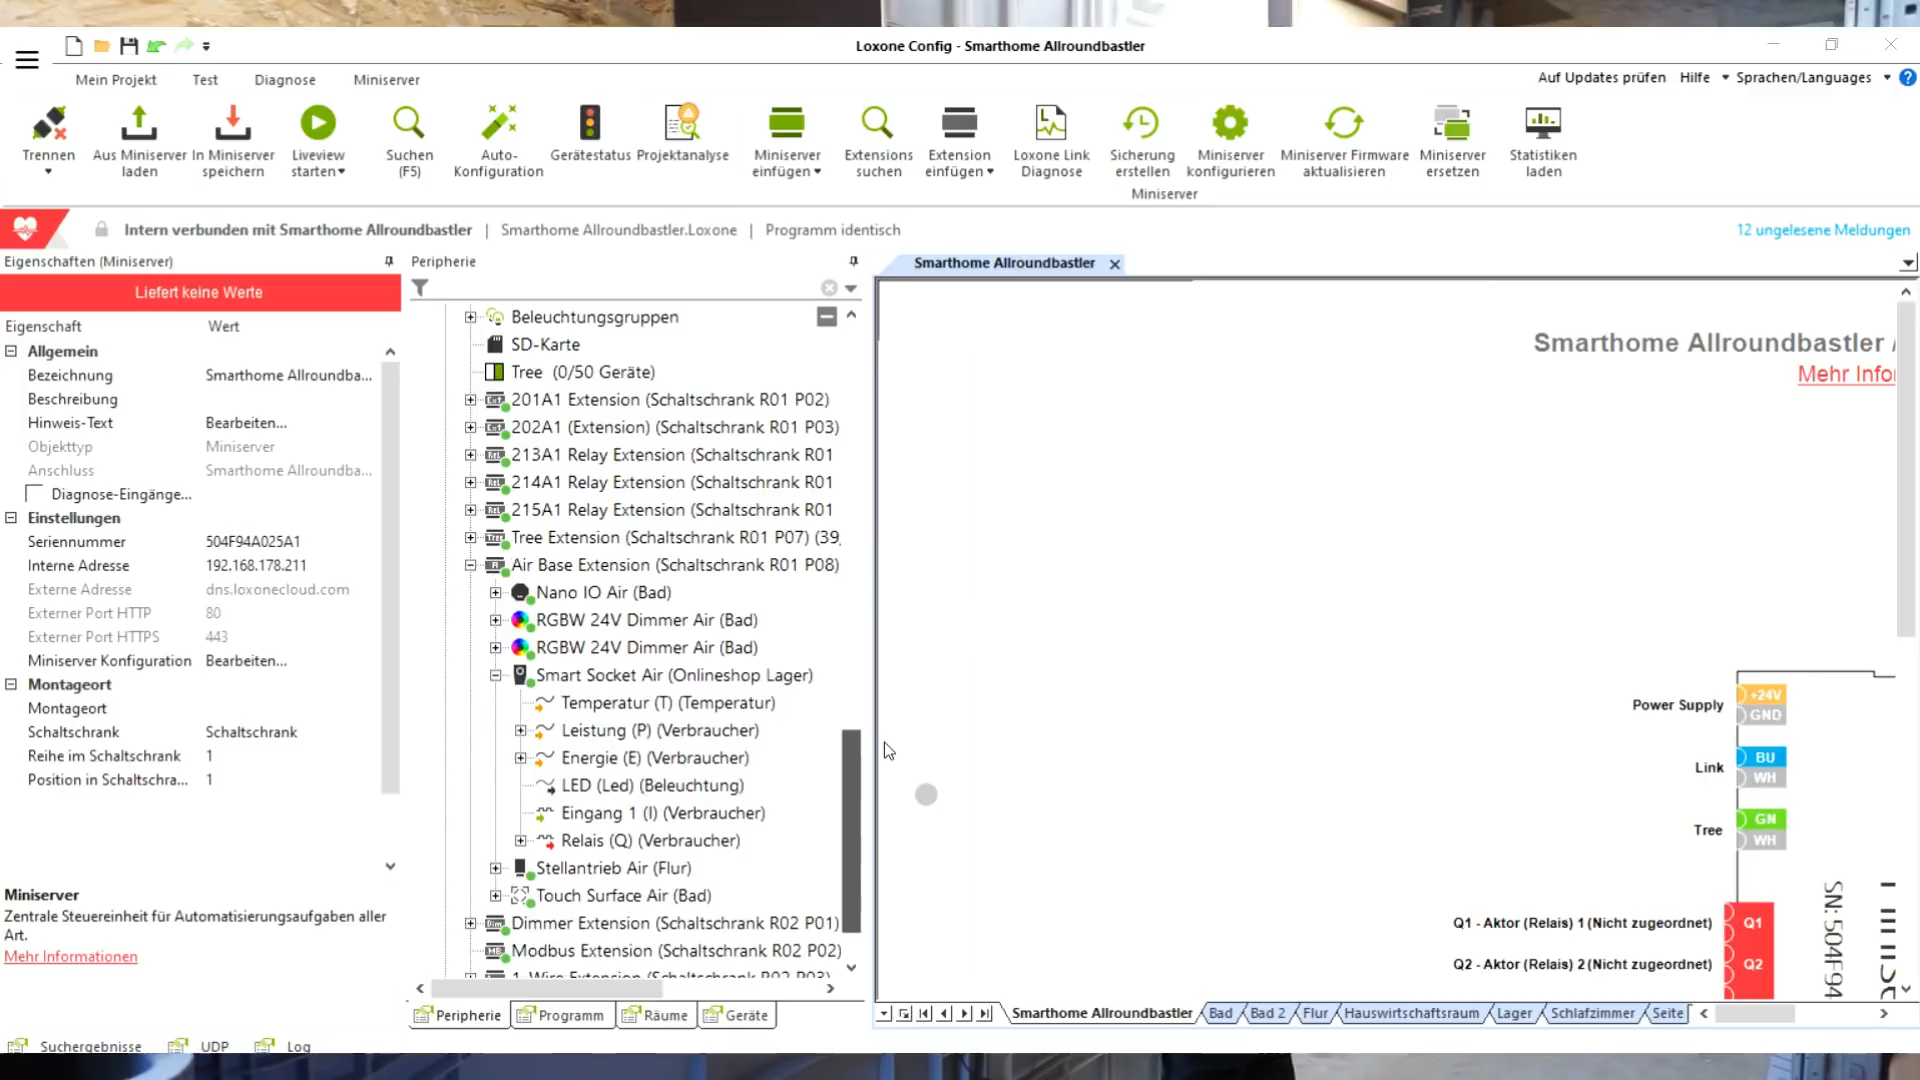 Loxone Config - Smarthome Allroundbastler
Mein Projekt Test Diagnose Miniserver
Auf Updates prüfen Hilfe Sprachen/Languages
Trennen
Aus Miniserver laden
In Miniserver speichern
Liveview starten
Suchen (F5)
Auto-Konfiguration
Gerätestatus
Projektanalyse
Miniserver einfügen
Extensions suchen
Extension einfügen
Loxone Link Diagnose
Sicherung erstellen
Miniserver konfigurieren
Miniserver Firmware aktualisieren
Miniserver ersetzen
Statistiken laden
Miniserver
Intern verbunden mit Smarthome Allroundbastler | Smarthome Allroundbastler.Loxone | Programm identisch
12 ungelesene Meldungen
Eigenschaften (Miniserver)
Liefert keine Werte
Eigenschaft Wert
Allgemein
Bezeichnung Smarthome Allroundba...
Beschreibung
Hinweis-Text Bearbeiten...
Objekttyp Miniserver
Anschluss Smarthome Allroundba...
Diagnose-Eingänge...
Einstellungen
Seriennummer 504F94A025A1
Interne Adresse 192.168.178.211
Externe Adresse dns.loxonecloud.com
Externer Port HTTP 80
Externer Port HTTPS 443
Miniserver Konfiguration Bearbeiten...
Montageort
Montageort
Schaltschrank Schaltschrank
Reihe im Schaltschrank 1
Position in Schaltschra... 1
Miniserver
Zentrale Steuereinheit für Automatisierungsaufgaben aller
Art.
Mehr Informationen
Peripherie
Beleuchtungsgruppen
SD-Karte
Tree (0/50 Geräte)
201A1 Extension (Schaltschrank R01 P02)
202A1 (Extension) (Schaltschrank R01 P03)
213A1 Relay Extension (Schaltschrank R01
214A1 Relay Extension (Schaltschrank R01
215A1 Relay Extension (Schaltschrank R01
Tree Extension (Schaltschrank R01 P07) (39,
Air Base Extension (Schaltschrank R01 P08)
Nano IO Air (Bad)
RGBW 24V Dimmer Air (Bad)
RGBW 24V Dimmer Air (Bad)
Smart Socket Air (Onlineshop Lager)
Temperatur (T) (Temperatur)
Leistung (P) (Verbraucher)
Energie (E) (Verbraucher)
LED (Led) (Beleuchtung)
Eingang 1 (I) (Verbraucher)
Relais (Q) (Verbraucher)
Stellantrieb Air (Flur)
Touch Surface Air (Bad)
Dimmer Extension (Schaltschrank R02 P01)
Modbus Extension (Schaltschrank R02 P02)
1-Wire Extension (Schaltschrank R02 P03)
Peripherie Programm Räume Geräte
Smarthome Allroundbastler
Smarthome Allroundbastler /
Mehr Infor
Power Supply +24V
GND
Link BU
WH
Tree GN
WH
Q1 - Aktor (Relais) 1 (Nicht zugeordnet) Q1
Q2 - Aktor (Relais) 2 (Nicht zugeordnet) Q2
SN: 504F94
Smarthome Allroundbastler Bad Bad 2 Flur Hauswirtschaftsraum Lager Schlafzimmer Seite
Suchergebnisse UDP Log